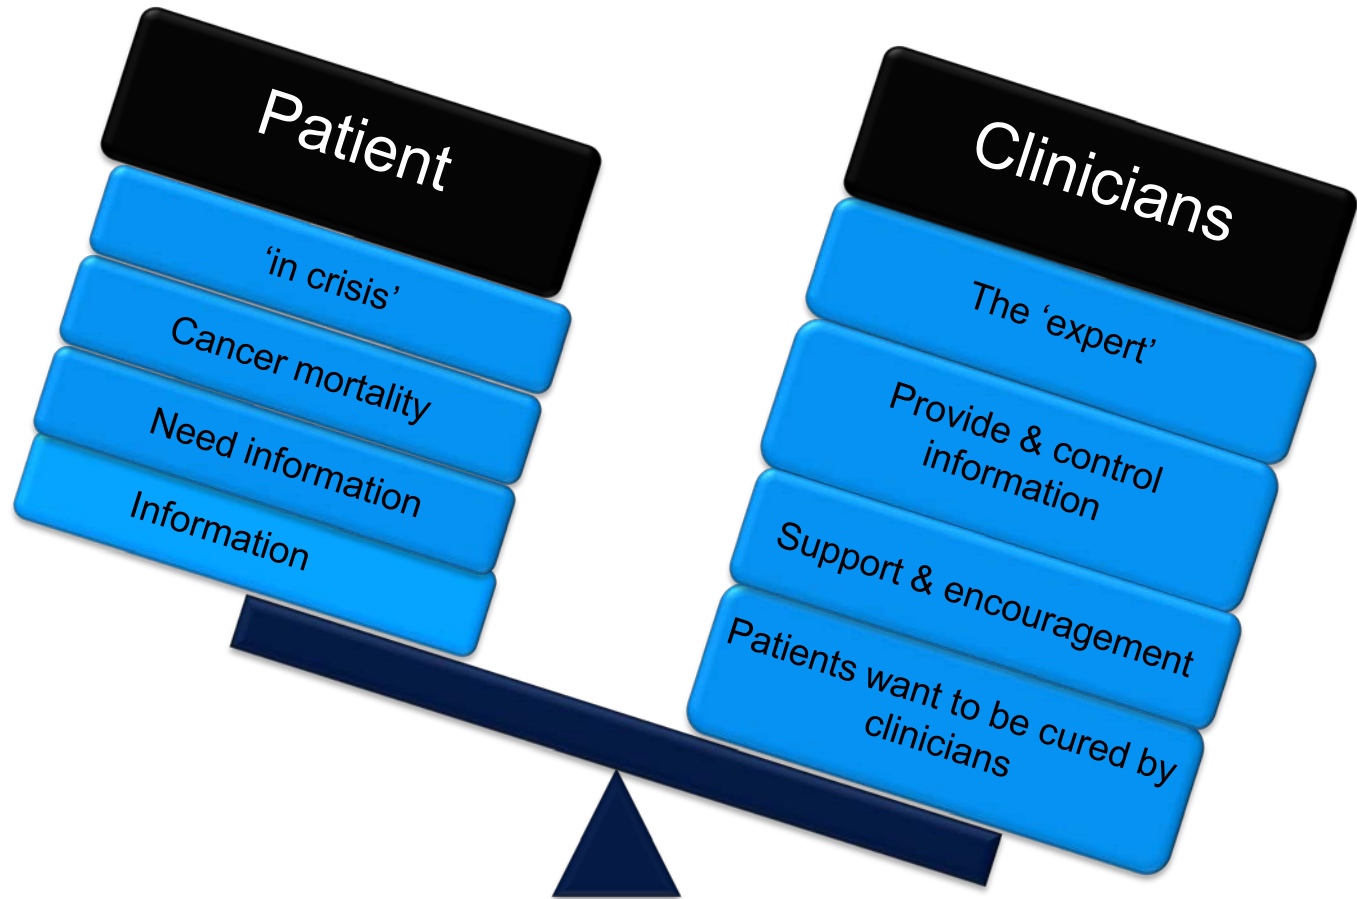 Patient
‘in crisis’
Cancer mortality
Need information
Information
Clinicians
The ‘expert’
Provide & control
information
Support & encouragement
Patients want to be cured by
clinicians